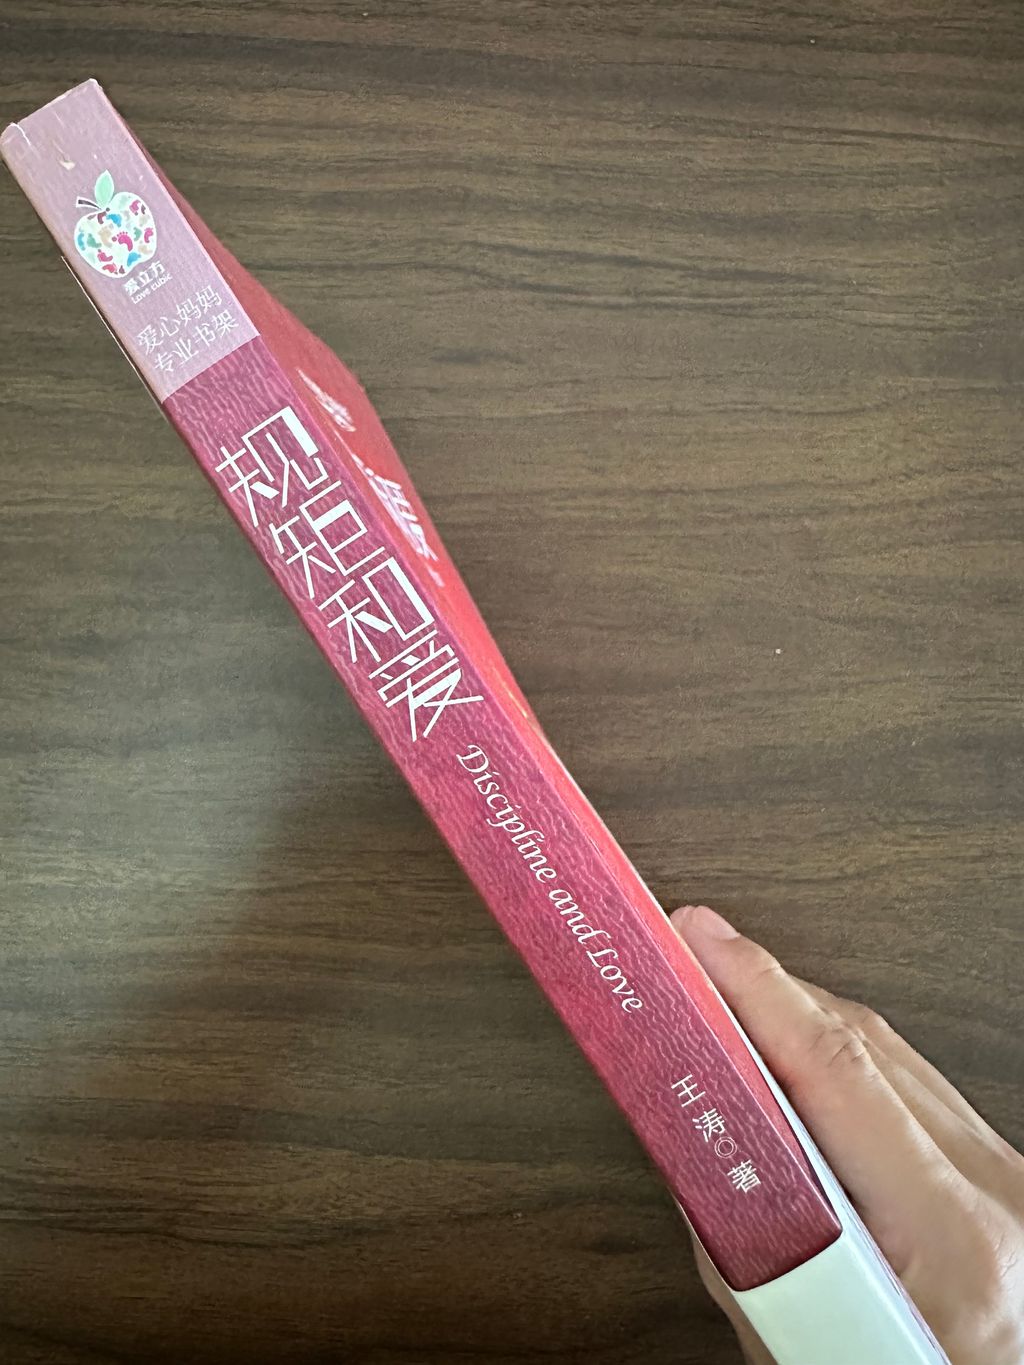 爱立方
Love cubic
爱心妈妈
专业书架
规矩和爱
Discipline and Love
王涛◎著